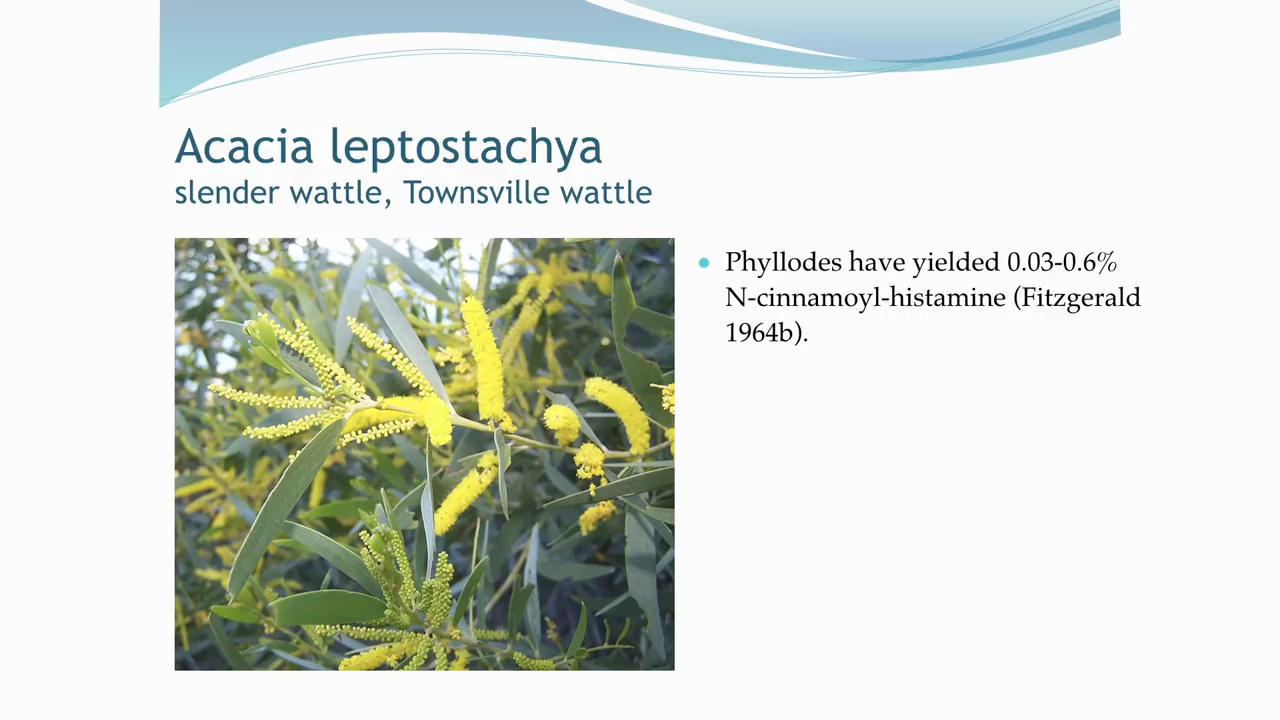 Acacia leptostachya
slender wattle, Townsville wattle
• Phyllodes have yielded 0.03-0.6%
N-cinnamoyl-histamine (Fitzgerald
1964b).